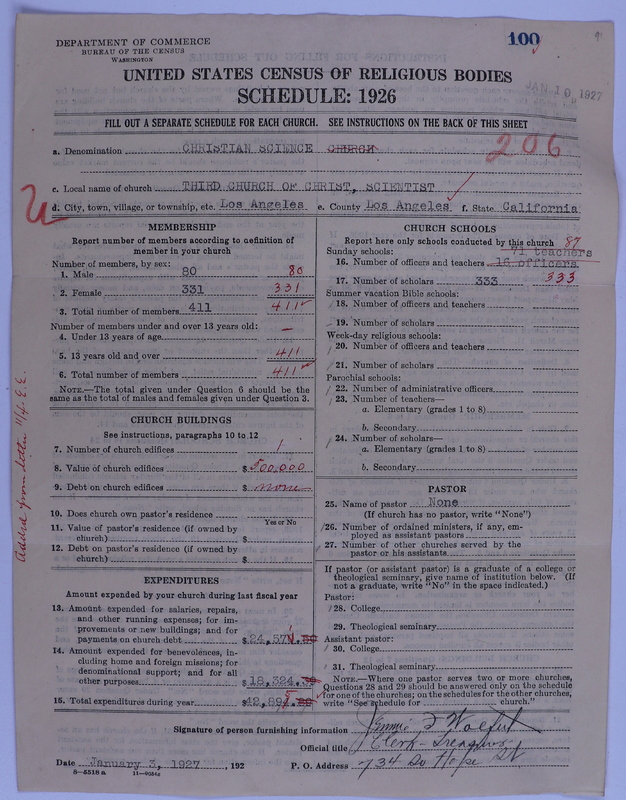 DEPARTMENT OF COMMERCE
BUREAU OF THE CENSUS
WASHINGTON
100
JAN 10 1927
UNITED STATES CENSUS OF RELIGIOUS BODIES
SCHEDULE: 1926
FILL OUT A SEPARATE SCHEDULE FOR EACH CHURCH. SEE INSTRUCTIONS ON THE BACK OF THIS SHEET
a. Denomination CHRISTIAN SCIENCE CHURCH 206
c. Local name of church THIRD CHURCH OF CHRIST, SCIENTIST
d. City, town, village, or township, etc. Los Angeles e. County Los Angeles f. State California
MEMBERSHIP
Report number of members according to definition of
member in your church
Number of members, by sex:
1. Male 80 80
2. Female 331 331
3. Total number of members 411 411
Number of members under and over 13 years old:
4. Under 13 years of age –
5. 13 years old and over 411
6. Total number of members 411
NOTE.—The total given under Question 6 should be the
same as the total of males and females given under Question 3.
CHURCH BUILDINGS
See instructions, paragraphs 10 to 12
7. Number of church edifices 1
8. Value of church edifices $500,000
9. Debt on church edifices $ none
10. Does church own pastor's residence
Yes or No
11. Value of pastor's residence (if owned by
church) $
12. Debt on pastor's residence (if owned by
church) $
EXPENDITURES
Amount expended by your church during last fiscal year
13. Amount expended for salaries, repairs,
and other running expenses; for im-
provements or new buildings; and for
payments on church debt $24,57
14. Amount expended for benevolences, in-
cluding home and foreign missions; for
denominational support; and for all
other purposes $18,324.
15. Total expenditures during year $42,895
CHURCH SCHOOLS
Report here only schools conducted by this church 87
Sunday schools: 71 teachers
16. Number of officers and teachers 16 officers
17. Number of scholars 333 333
Summer vacation Bible schools:
18. Number of officers and teachers
19. Number of scholars
Week-day religious schools:
20. Number of officers and teachers
21. Number of scholars
Parochial schools:
22. Number of administrative officers
23. Number of teachers—
a. Elementary (grades 1 to 8)
b. Secondary
24. Number of scholars—
a. Elementary (grades 1 to 8)
b. Secondary
PASTOR
25. Name of pastor None
(If church has no pastor, write "None")
26. Number of ordained ministers, if any, em-
ployed as assistant pastors
27. Number of other churches served by the
pastor or his assistants
If pastor (or assistant pastor) is a graduate of a college or
theological seminary, give name of institution below. (If
not a graduate, write "No" in the space indicated.)
Pastor:
28. College
29. Theological seminary
Assistant pastor:
30. College
31. Theological seminary
NOTE.—Where one pastor serves two or more churches,
Questions 28 and 29 should be answered only on the schedule
for one of the churches; on the schedules for the other churches,
write "See schedule for church."
Added from letter 11/4 E.E.
Signature of person furnishing information Jennie
Official title Clerk-Treasurer
Date January 3, 1927, 192 P. O. Address 734 So Hope St
8—5518 a 11—9054a